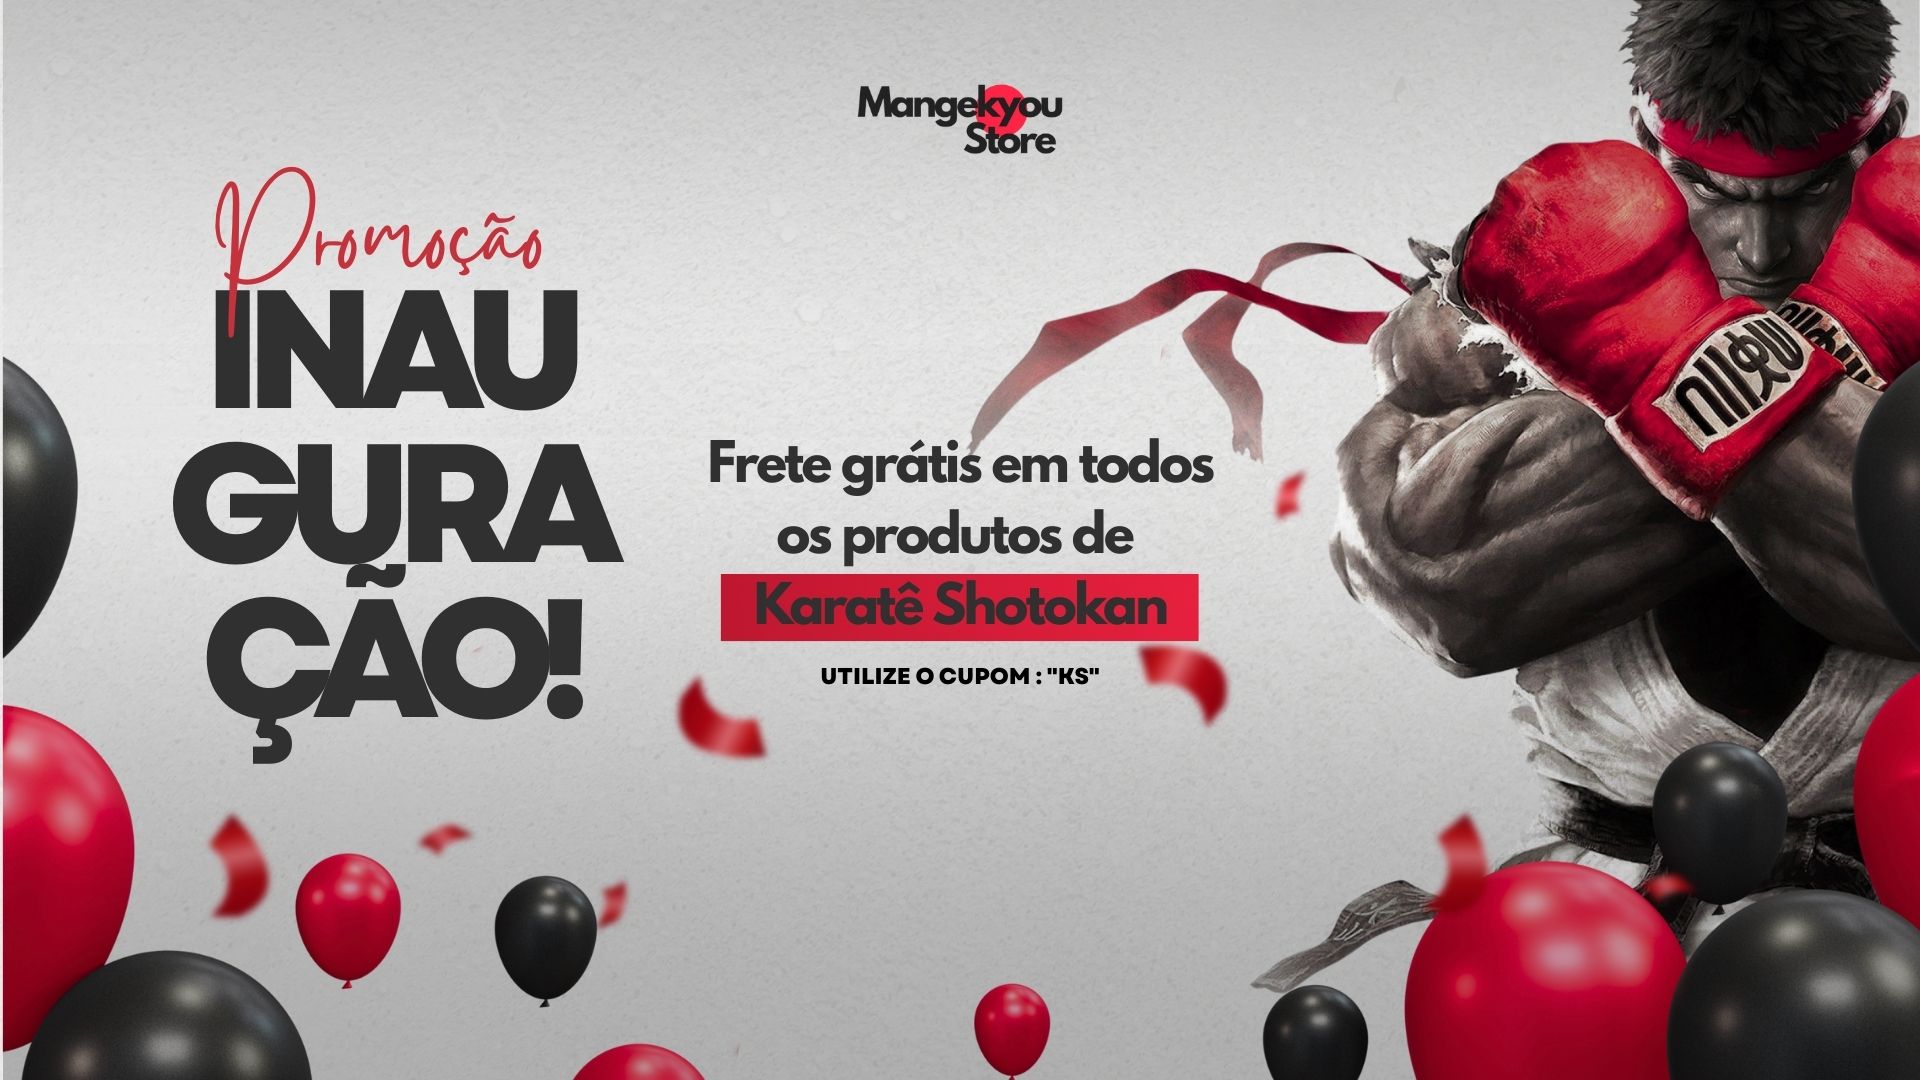 Mangekyou
Store
Promoção
INAU
GURA
ÇÃO!
Frete grátis em todos
os produtos de
Karatê Shotokan
UTILIZE O CUPOM : "KS"